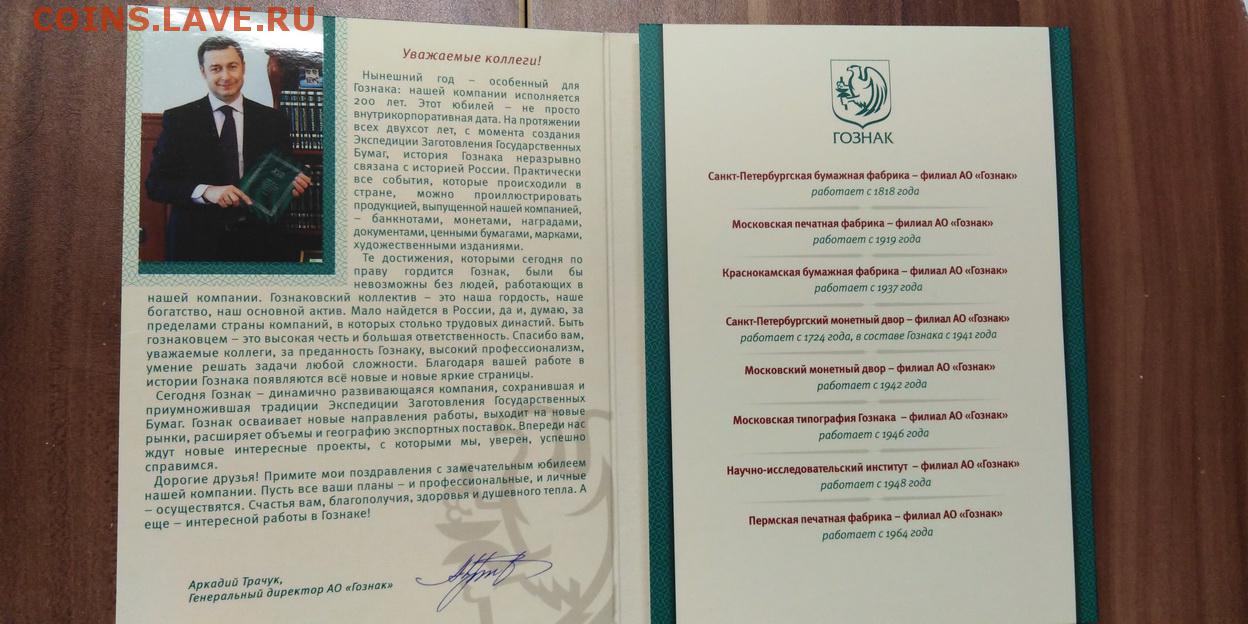 COINS.LAVE.RU
Уважаемые коллеги!
Нынешний год – особенный для
Гознака: нашей компании исполняется
200 лет. Этот юбилей – не просто
внутрикорпоративная дата. На протяжении
всех двухсот лет, с момента создания
Экспедиции Заготовления Государственных
Бумаг, история Гознака неразрывно
связана с историей России. Практически
все события, которые происходили в
стране, можно проиллюстрировать
продукцией, выпущенной нашей компанией,
– банкнотами, монетами, наградами,
документами, ценными бумагами, марками,
художественными изданиями.
Те достижения, которыми сегодня по
праву гордится Гознак, были бы
невозможны без людей, работающих в
нашей компании. Гознаковский коллектив – это наша гордость, наше
богатство, наш основной актив. Мало найдется в России, да и, думаю, за
пределами страны компаний, в которых столько трудовых династий. Быть
гознаковцем – это высокая честь и большая ответственность. Спасибо вам,
уважаемые коллеги, за преданность Гознаку, высокий профессионализм,
умение решать задачи любой сложности. Благодаря вашей работе в
истории Гознака появляются всё новые и новые яркие страницы.
Сегодня Гознак – динамично развивающаяся компания, сохранившая и
приумножившая традиции Экспедиции Заготовления Государственных
Бумаг. Гознак осваивает новые направления работы, выходит на новые
рынки, расширяет объемы и географию экспортных поставок. Впереди нас
ждут новые интересные проекты, с которыми мы, уверен, успешно
справимся.
Дорогие друзья! Примите мои поздравления с замечательным юбилеем
нашей компании. Пусть все ваши планы – и профессиональные, и личные
– осуществятся. Счастья вам, благополучия, здоровья и душевного тепла. А
еще – интересной работы в Гознаке!
Аркадий Трачук,
Генеральный директор АО «Гознак»
ГОЗНАК
Санкт-Петербургская бумажная фабрика – филиал АО «Гознак»
работает с 1818 года
Московская печатная фабрика – филиал АО «Гознак»
работает с 1919 года
Краснокамская бумажная фабрика – филиал АО «Гознак»
работает с 1937 года
Санкт-Петербургский монетный двор – филиал АО «Гознак»
работает с 1724 года, в составе Гознака с 1941 года
Московский монетный двор – филиал АО «Гознак»
работает с 1942 года
Московская типография Гознака – филиал АО «Гознак»
работает с 1946 года
Научно-исследовательский институт – филиал АО «Гознак»
работает с 1948 года
Пермская печатная фабрика – филиал АО «Гознак»
работает с 1964 года